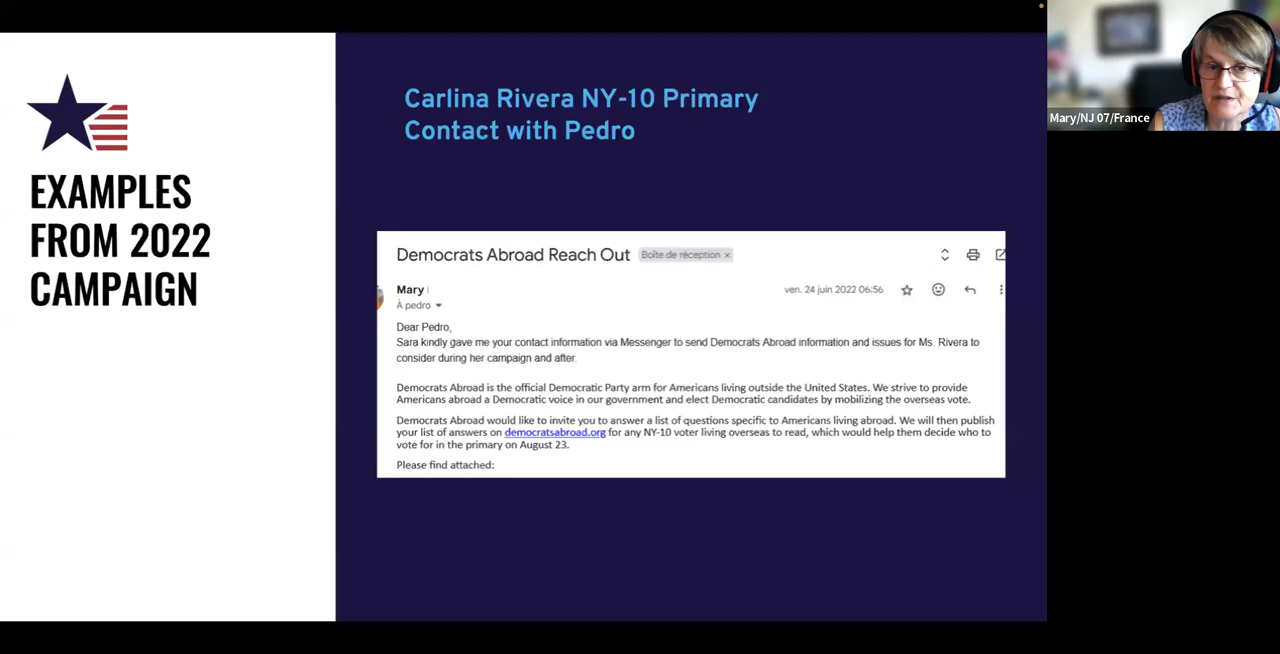 EXAMPLES
FROM 2022
CAMPAIGN
Carlina Rivera NY-10 Primary
Contact with Pedro
Democrats Abroad Reach Out Boîte de réception ×
Mary ven. 24 juin 2022 06:56
À pedro
Dear Pedro,
Sara kindly gave me your contact information via Messenger to send Democrats Abroad information and issues for Ms. Rivera to
consider during her campaign and after.
Democrats Abroad is the official Democratic Party arm for Americans living outside the United States. We strive to provide
Americans abroad a Democratic voice in our government and elect Democratic candidates by mobilizing the overseas vote.
Democrats Abroad would like to invite you to answer a list of questions specific to Americans living abroad. We will then publish
your list of answers on democratsabroad.org for any NY-10 voter living overseas to read, which would help them decide who to
vote for in the primary on August 23.
Please find attached:
Mary/NJ 07/France